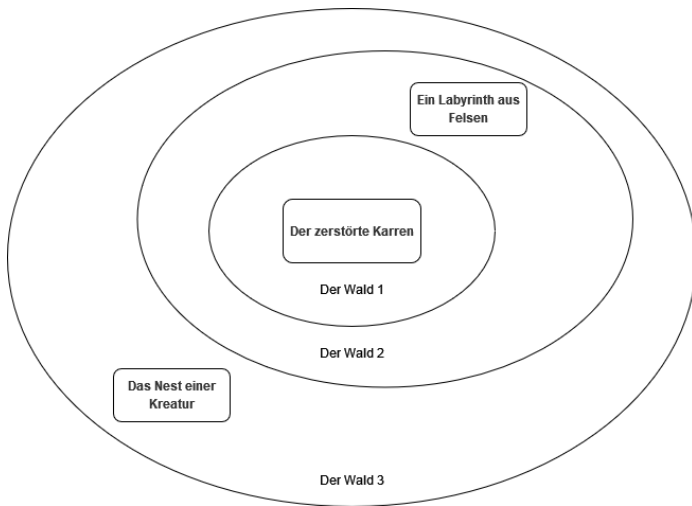 Ein Labyrinth aus
Felsen
Der zerstörte Karren
Der Wald 1
Der Wald 2
Das Nest einer
Kreatur
Der Wald 3